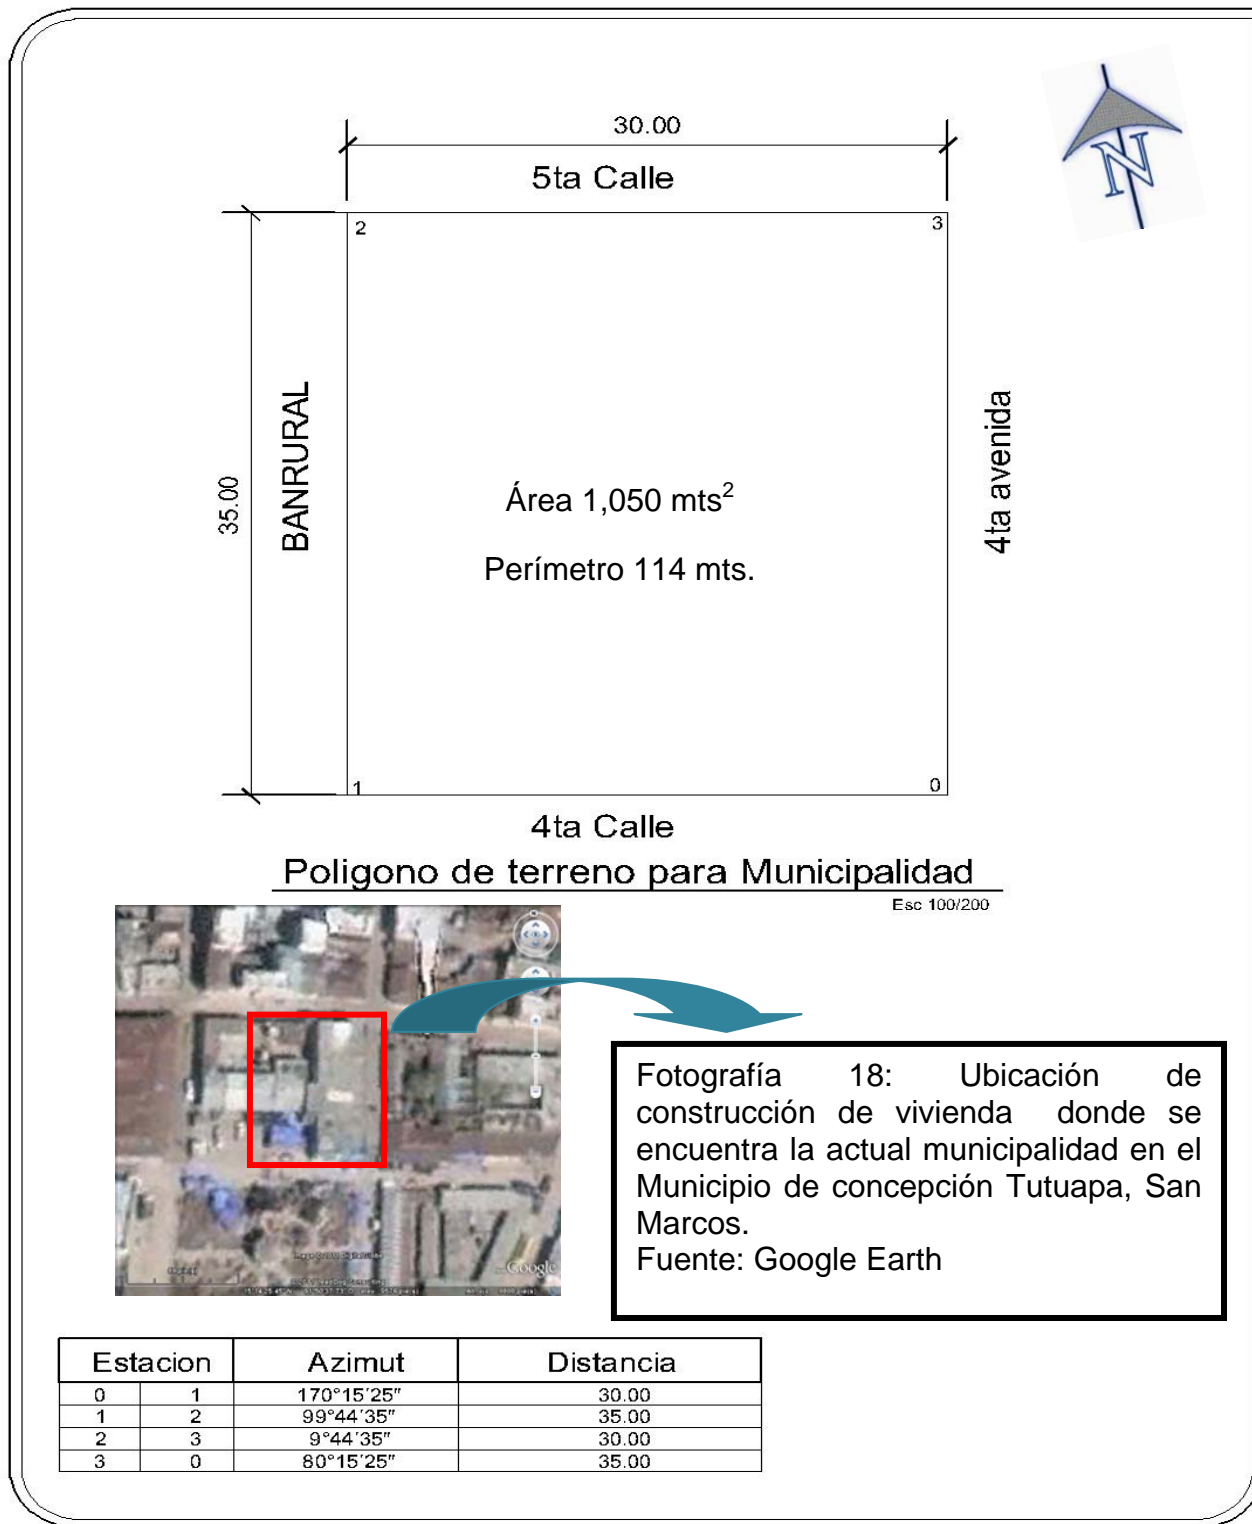 30.00
5ta Calle
N
2
3
35.00
BANRURAL
4ta avenida
Área 1,050 mts²
Perímetro 114 mts.
1
0
4ta Calle
Poligono de terreno para Municipalidad
Esc 100/200
Google
Fotografía 18: Ubicación de
construcción de vivienda donde se
encuentra la actual municipalidad en el
Municipio de concepción Tutuapa, San
Marcos.
Fuente: Google Earth
Estacion Azimut Distancia
0 1 170°15'25" 30.00
1 2 99°44'35" 35.00
2 3 9°44'35" 30.00
3 0 80°15'25" 35.00